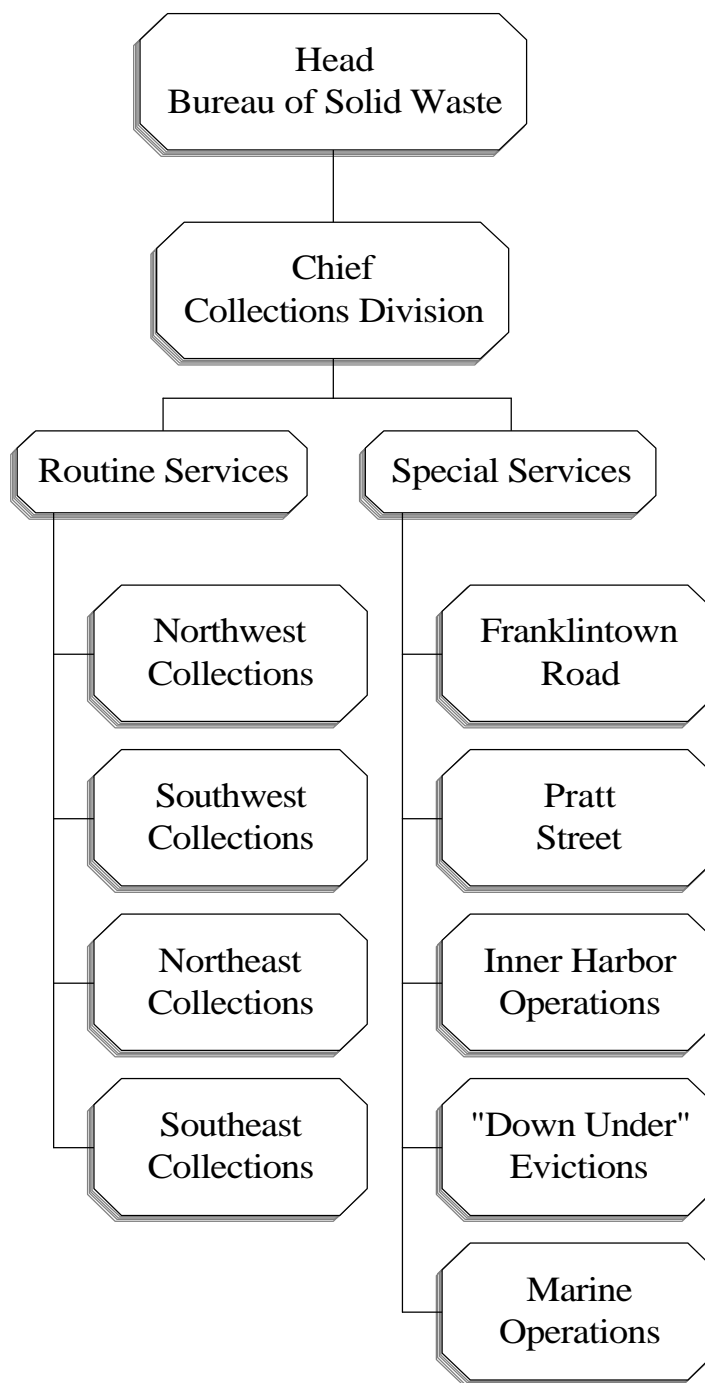 Head
Bureau of Solid Waste
Chief
Collections Division
Routine Services
Special Services
Northwest
Collections
Franklintown
Road
Southwest
Collections
Pratt
Street
Northeast
Collections
Inner Harbor
Operations
Southeast
Collections
"Down Under"
Evictions
Marine
Operations